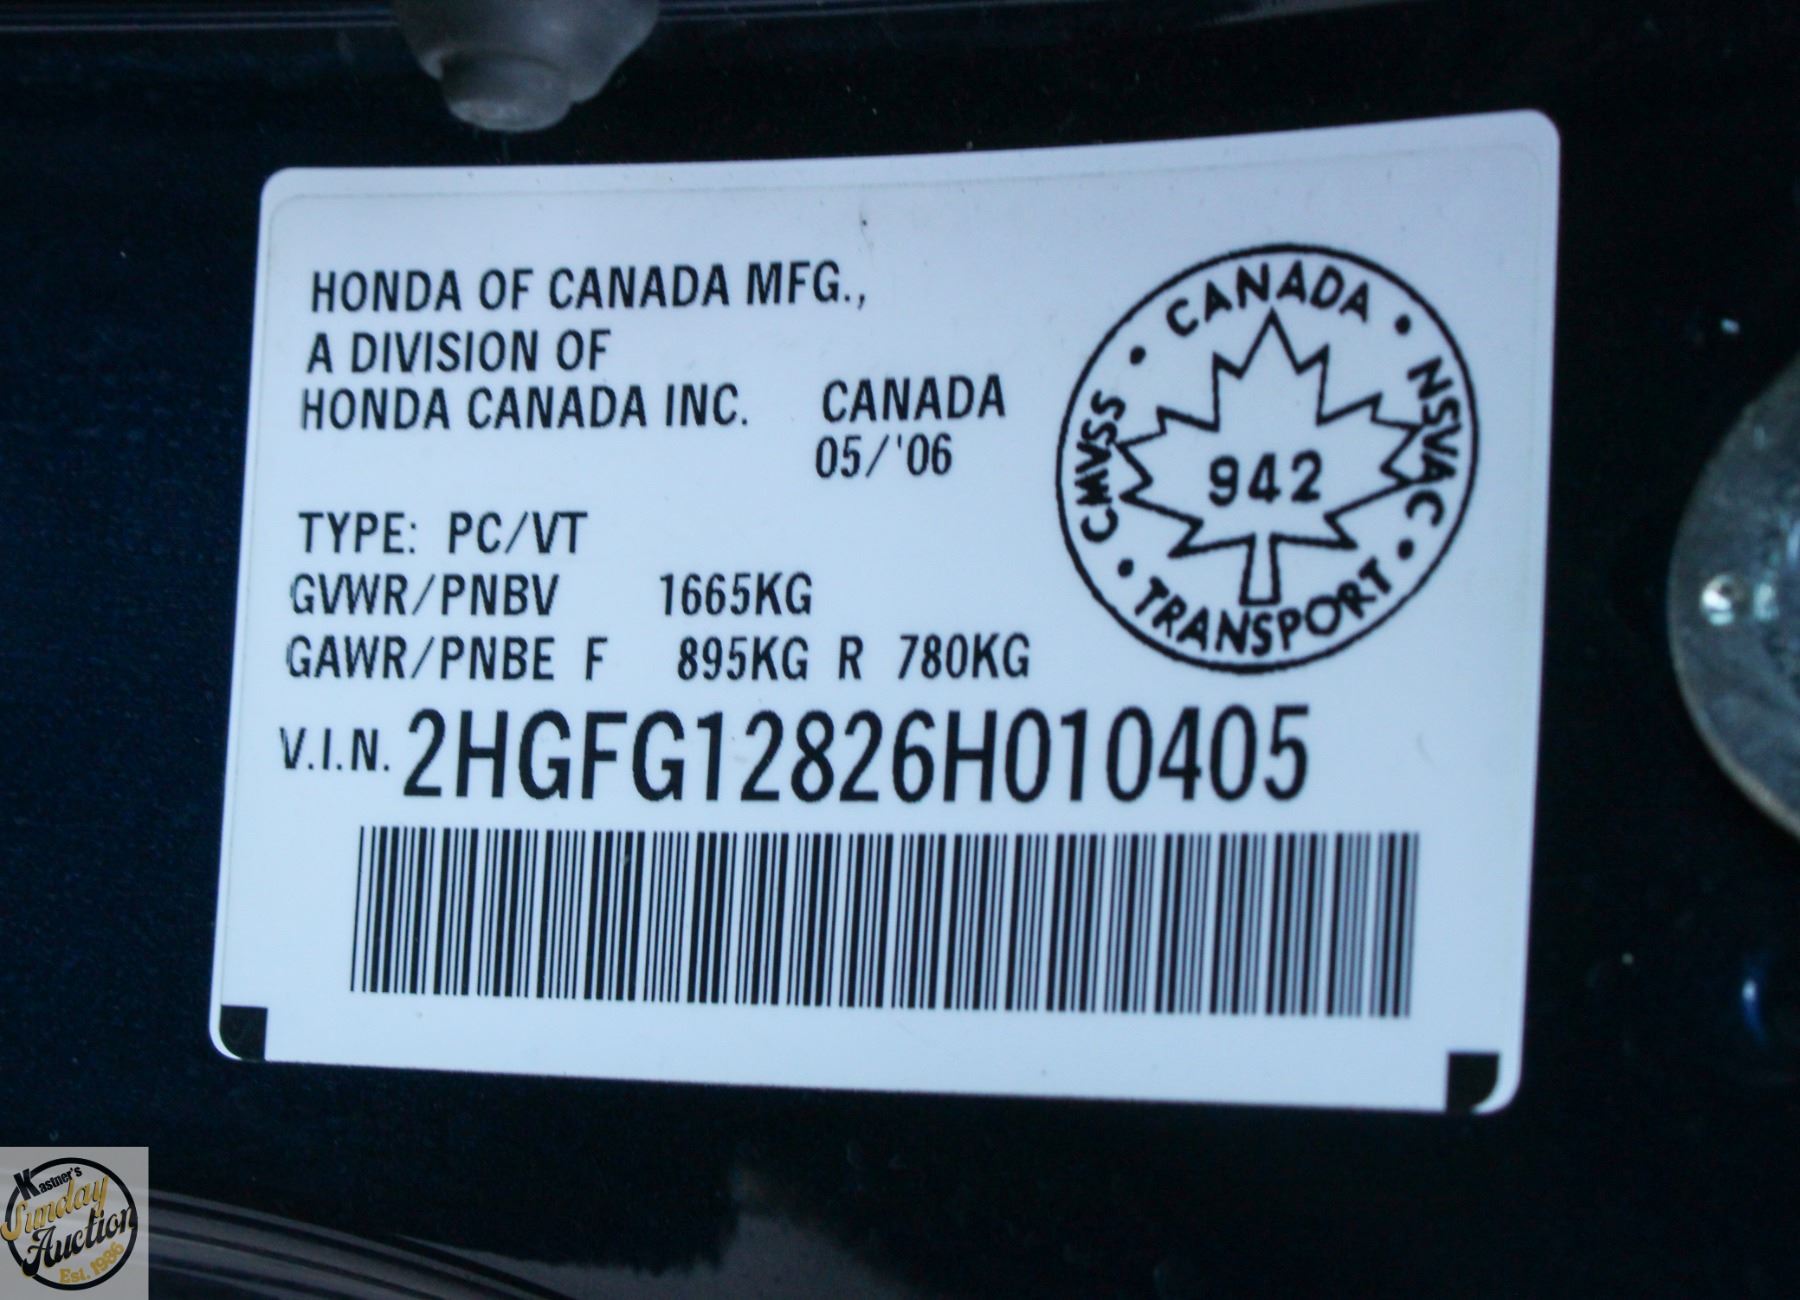 HONDA OF CANADA MFG.,
A DIVISION OF
HONDA CANADA INC. CANADA
05/'06
TYPE: PC/VT
GVWR/PNBV 1665KG
GAWR/PNBE F 895KG R 780KG
V.I.N. 2HGFG12826H010405
CANADA • NSVAC • TRANSPORT • CMVSS •
942
Kastner's
Sunday
Auction
Est. 1986